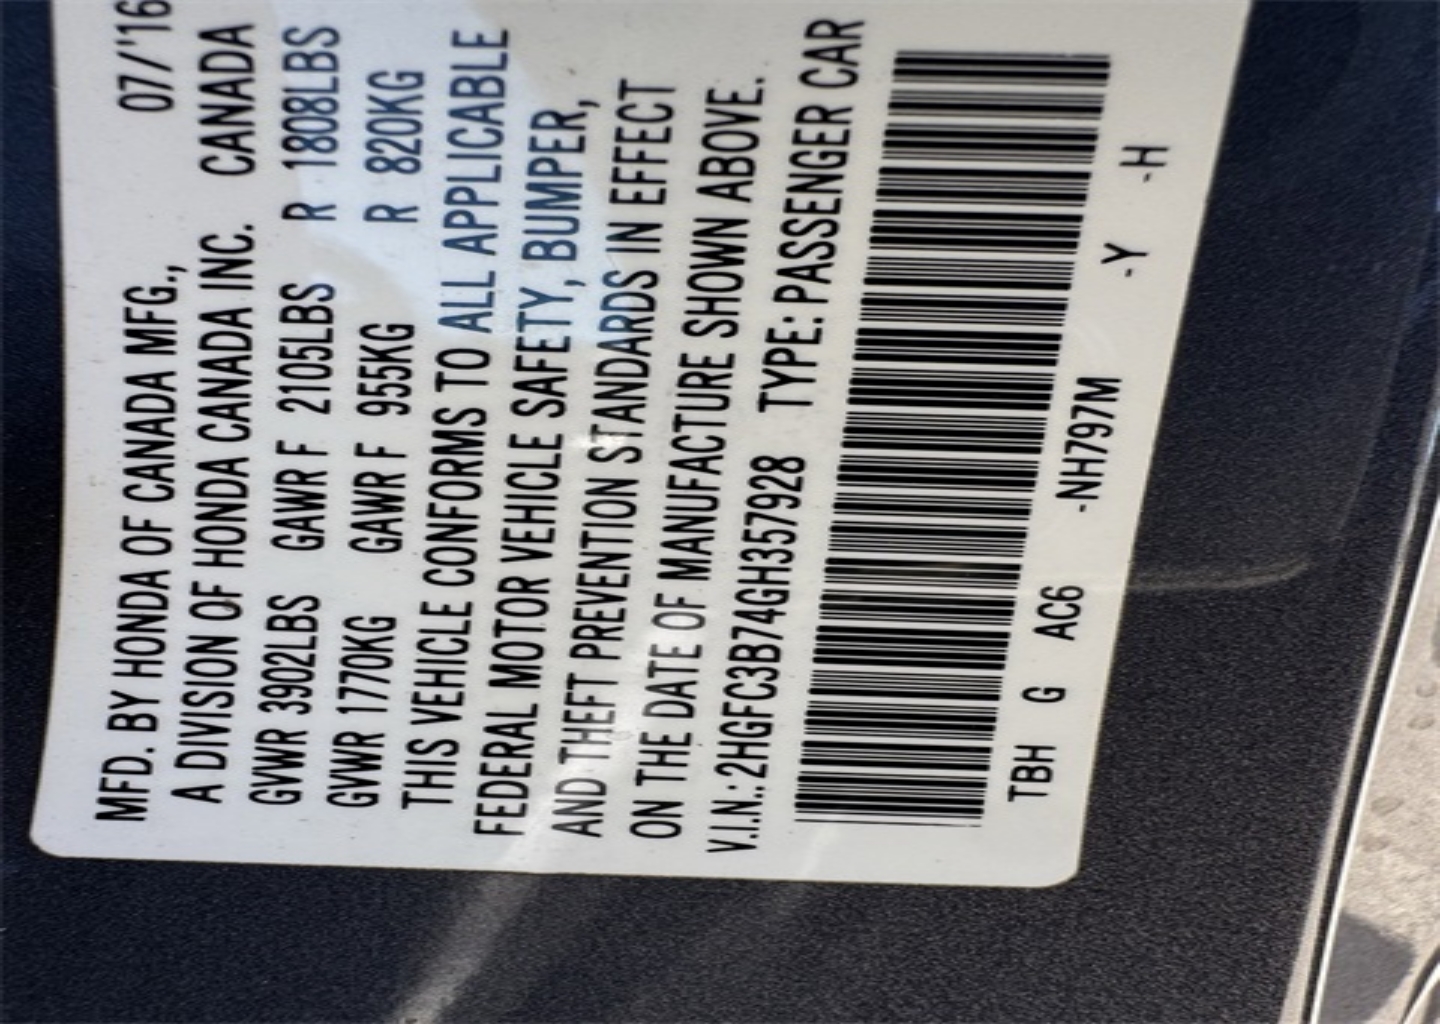 MFD. BY HONDA OF CANADA MFG., 07/'16
A DIVISION OF HONDA CANADA INC. CANADA
GVWR 3902LBS GAWR F 2105LBS R 1808LBS
GVWR 1770KG GAWR F 955KG R 820KG
THIS VEHICLE CONFORMS TO ALL APPLICABLE
FEDERAL MOTOR VEHICLE SAFETY, BUMPER,
AND THEFT PREVENTION STANDARDS IN EFFECT
ON THE DATE OF MANUFACTURE SHOWN ABOVE.
V.I.N.: 2HGFC3B74GH357928 TYPE: PASSENGER CAR
TBH G AC6 -NH797M -Y -H